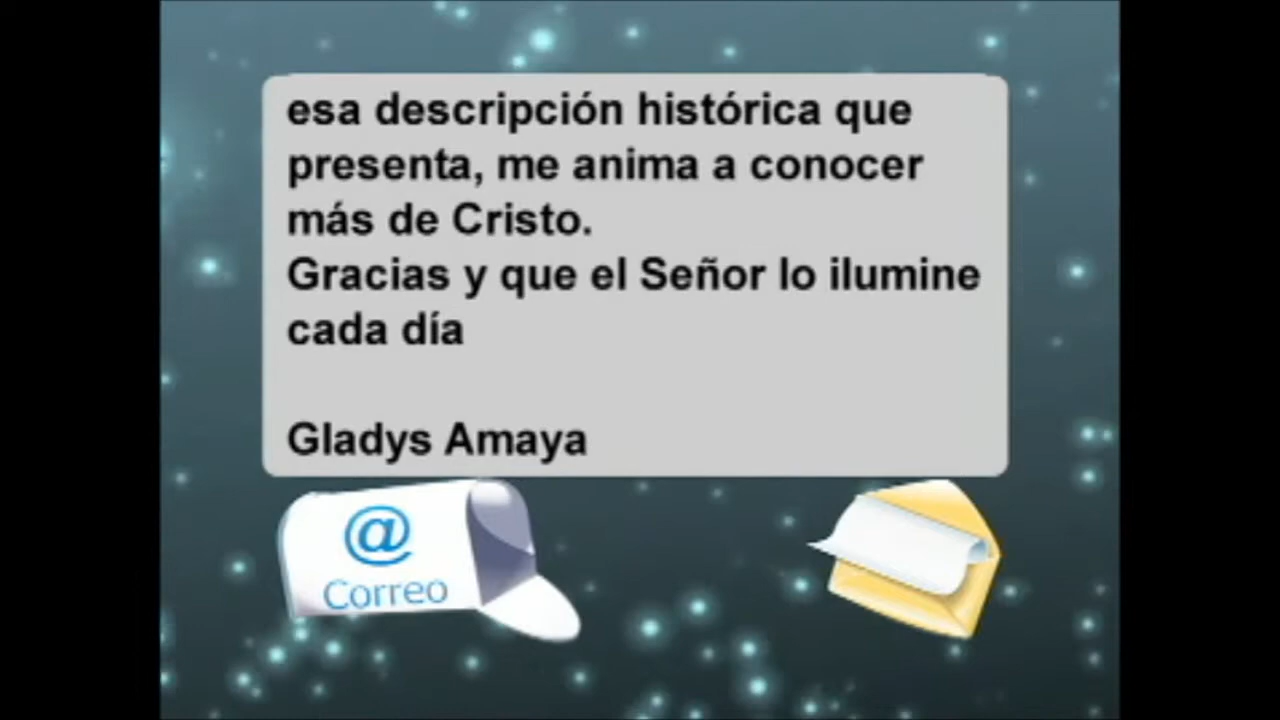 esa descripción histórica que
presenta, me anima a conocer
más de Cristo.
Gracias y que el Señor lo ilumine
cada día
Gladys Amaya
@
Correo